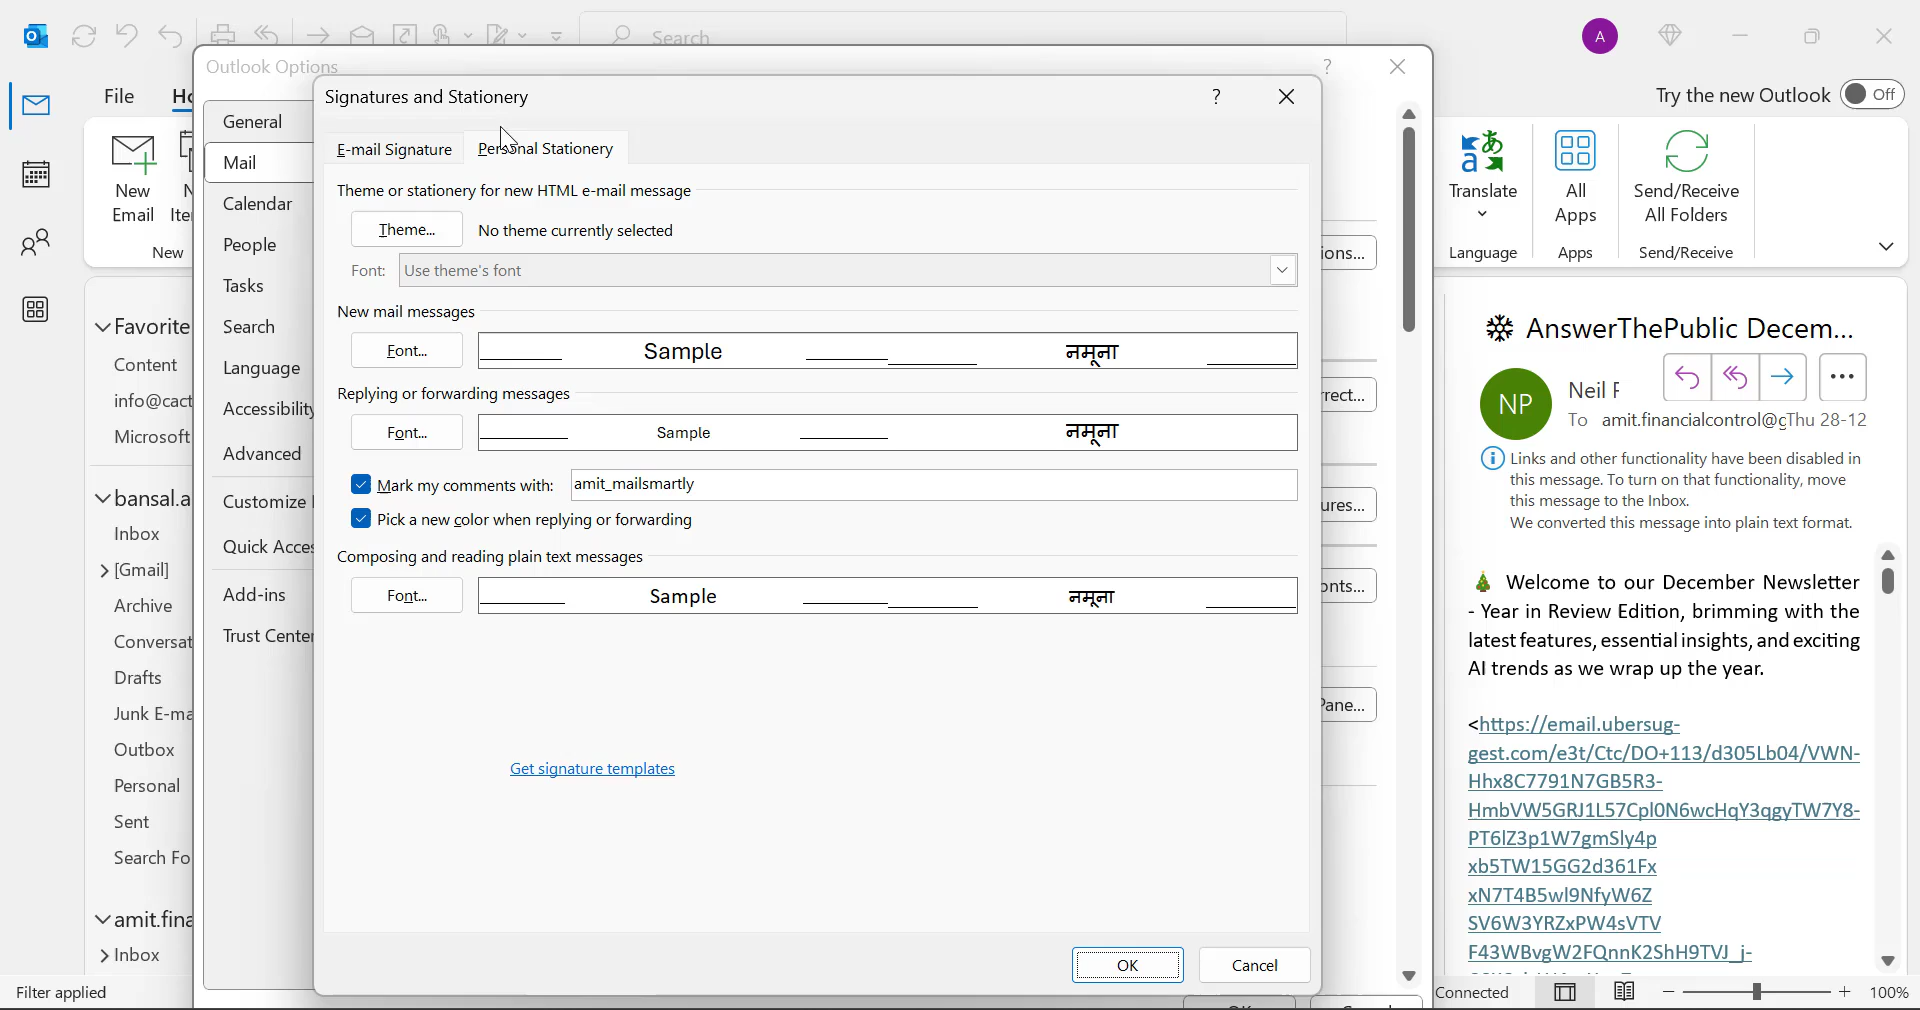 Search
A
Outlook Options
?
Signatures and Stationery
?
File
Try the new Outlook
Off
General
E-mail Signature
Personal Stationery
Mail
New
Email
New
Calendar
People
Tasks
Search
Language
Accessibility
Advanced
Customize
Add-ins
Theme or stationery for new HTML e-mail message
Theme...
No theme currently selected
Font:
Use theme's font
New mail messages
Font...
Sample
नमूना
Replying or forwarding messages
Font...
Sample
नमूना
Mark my comments with:
amit_mailsmartly
Pick a new color when replying or forwarding
Composing and reading plain text messages
Font...
Sample
नमूना
Get signature templates
OK
Cancel
Translate
Language
All
Apps
Apps
Send/Receive
All Folders
Send/Receive
Favorite
Content
info@cact
Microsoft
bansal.a
Inbox
[Gmail]
Archive
Conversat
Drafts
Junk E-ma
Outbox
Personal
Sent
Search Fo
amit.fina
Inbox
Filter applied
AnswerThePublic Decem...
NP
Neil
To amit.financialcontrol@g
Thu 28-12
Links and other functionality have been disabled in
this message. To turn on that functionality, move
this message to the Inbox.
We converted this message into plain text format.
🎄 Welcome to our December Newsletter
- Year in Review Edition, brimming with the
latest features, essential insights, and exciting
AI trends as we wrap up the year.
<https://email.ubersug-
gest.com/e3t/Ctc/DO+113/d305Lb04/VWN-
Hhx8C7791N7GB5R3-
HmbVW5GRJ1L57Cpl0N6wcHqY3qgyTW7Y8-
PT6lZ3p1W7gmSly4p
xb5TW15GG2d361Fx
xN7T4B5wl9NfyW6Z
SV6W3YRZxPW4sVTV
F43WBvgW2FQnnK2ShH9TVJ_j-
Connected
100%